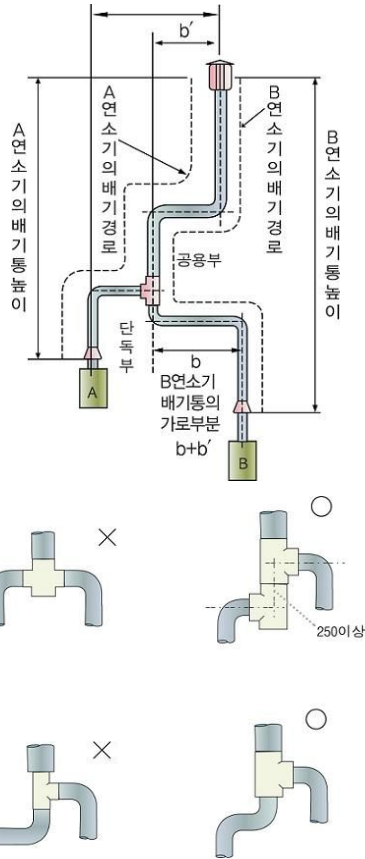 b′
A연소기의배기통높이
A연소기의배기경로
B연소기의배기경로
B연소기의배기통높이
공용부
단독부
b
B연소기
배기통의
가로부분
b+b′
A
B
×
○
250이상
×
○